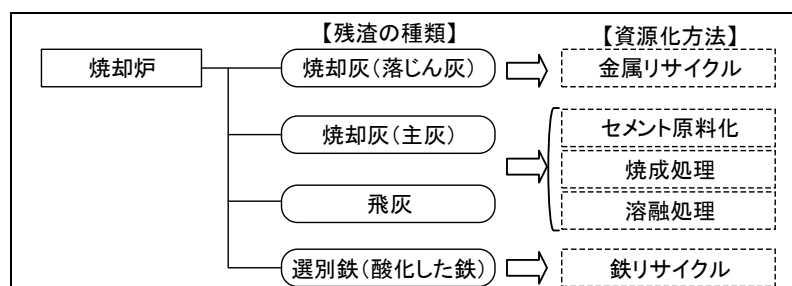 【残渣の種類】
【資源化方法】
焼却炉
焼却灰(落じん灰)
金属リサイクル
焼却灰(主灰)
セメント原料化
焼成処理
飛灰
溶融処理
選別鉄(酸化した鉄)
鉄リサイクル